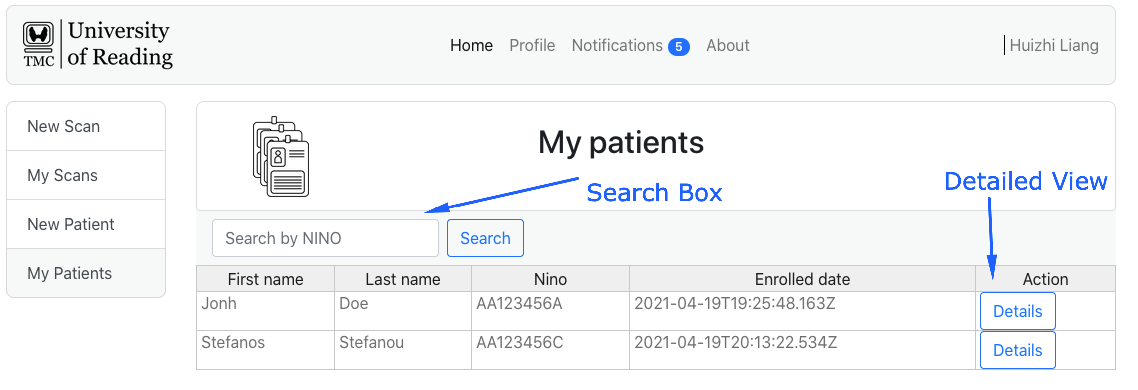 University
of Reading
TMC
Home Profile Notifications 5 About
Huizhi Liang
New Scan
My Scans
New Patient
My Patients
My patients
Search Box
Detailed View
Search by NINO Search
First name Last name Nino Enrolled date Action
Jonh Doe AA123456A 2021-04-19T19:25:48.163Z Details
Stefanos Stefanou AA123456C 2021-04-19T20:13:22.534Z Details